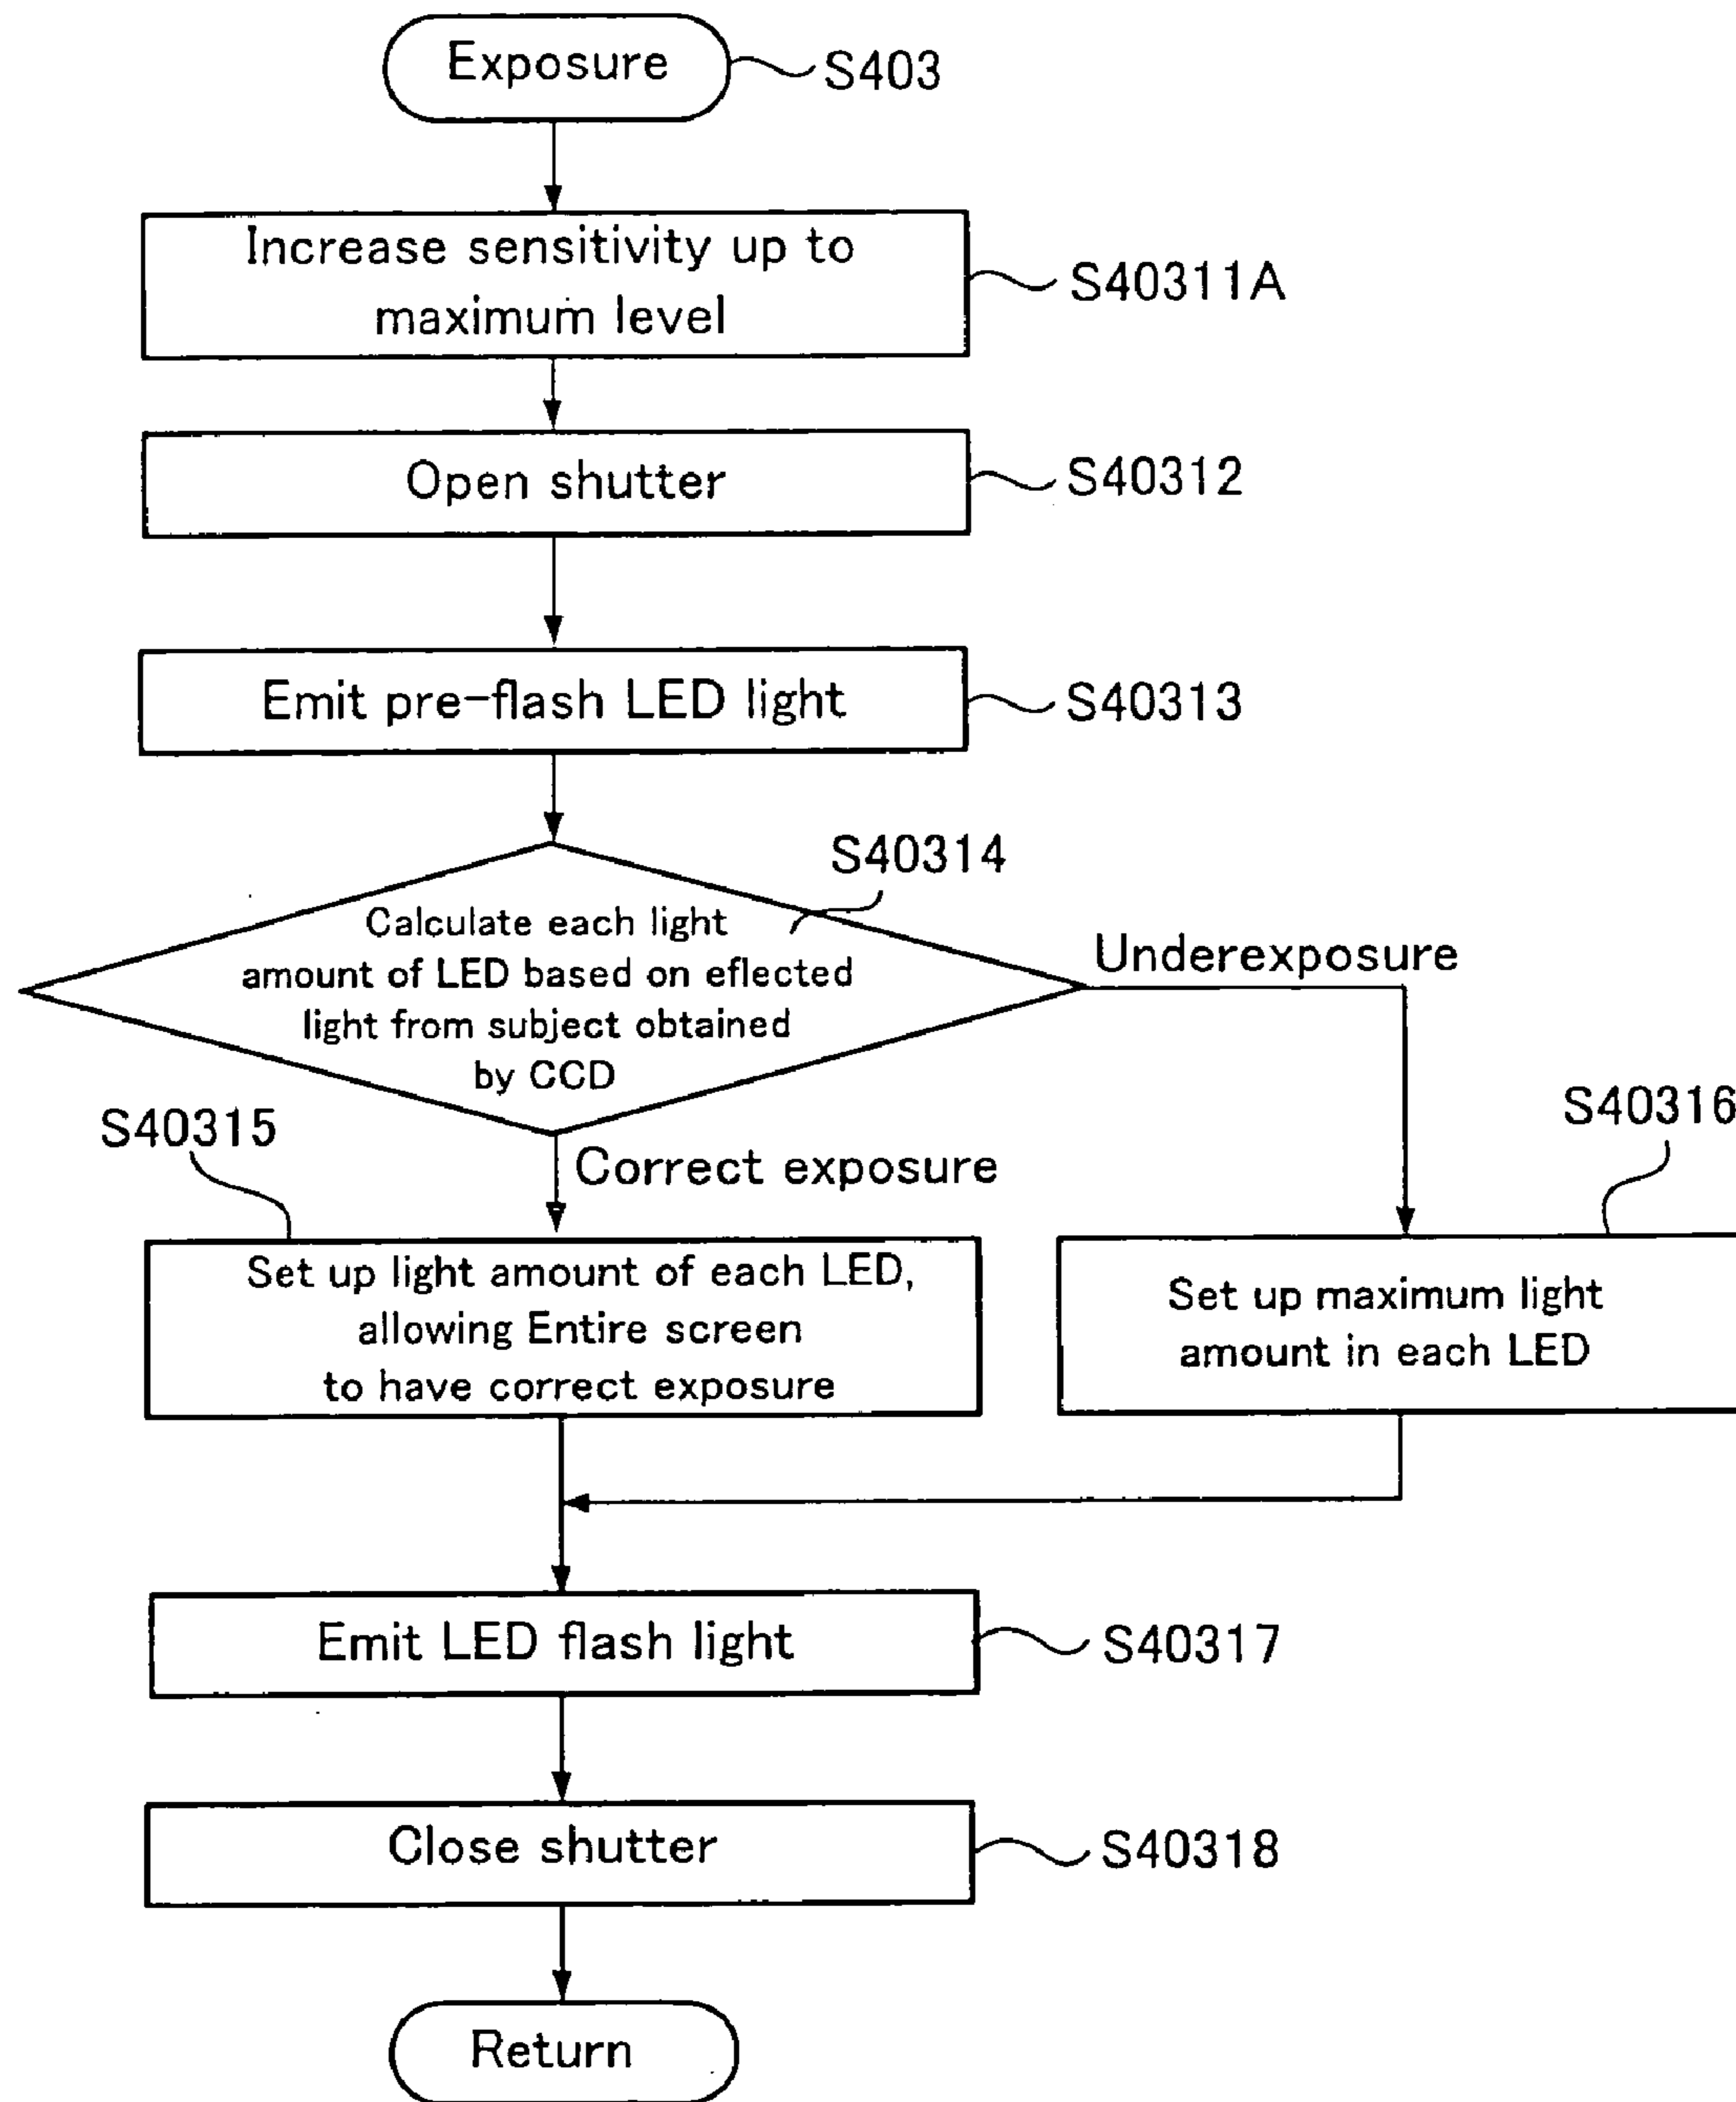 Exposure
S403
Increase sensitivity up to
maximum level
S40311A
Open shutter
S40312
Emit pre-flash LED light
S40313
S40314
Calculate each light
amount of LED based on eflected
light from subject obtained
by CCD
Underexposure
S40315
Correct exposure
S40316
Set up light amount of each LED,
allowing Entire screen
to have correct exposure
Set up maximum light
amount in each LED
Emit LED flash light
S40317
Close shutter
S40318
Return